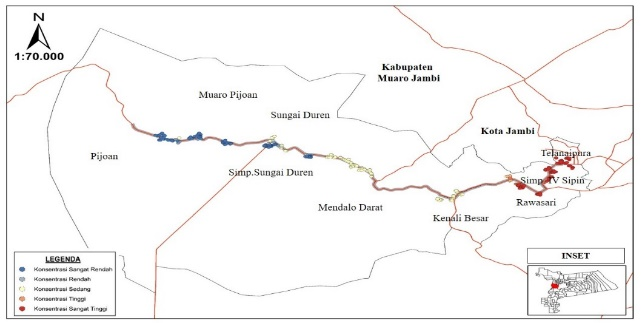 N
1:70.000
Kabupaten
Muaro Jambi
Muaro Pijoan
Sungai Duren
Kota Jambi
Pijoan
Telanaipura
Simp.Sungai Duren
Simp.IV Sipin
Mendalo Darat
Rawasari
Kenali Besar
LEGENDA
Konsentrasi Sangat Rendah
Konsentrasi Rendah
Konsentrasi Sedang
Konsentrasi Tinggi
Konsentrasi Sangat Tinggi
INSET